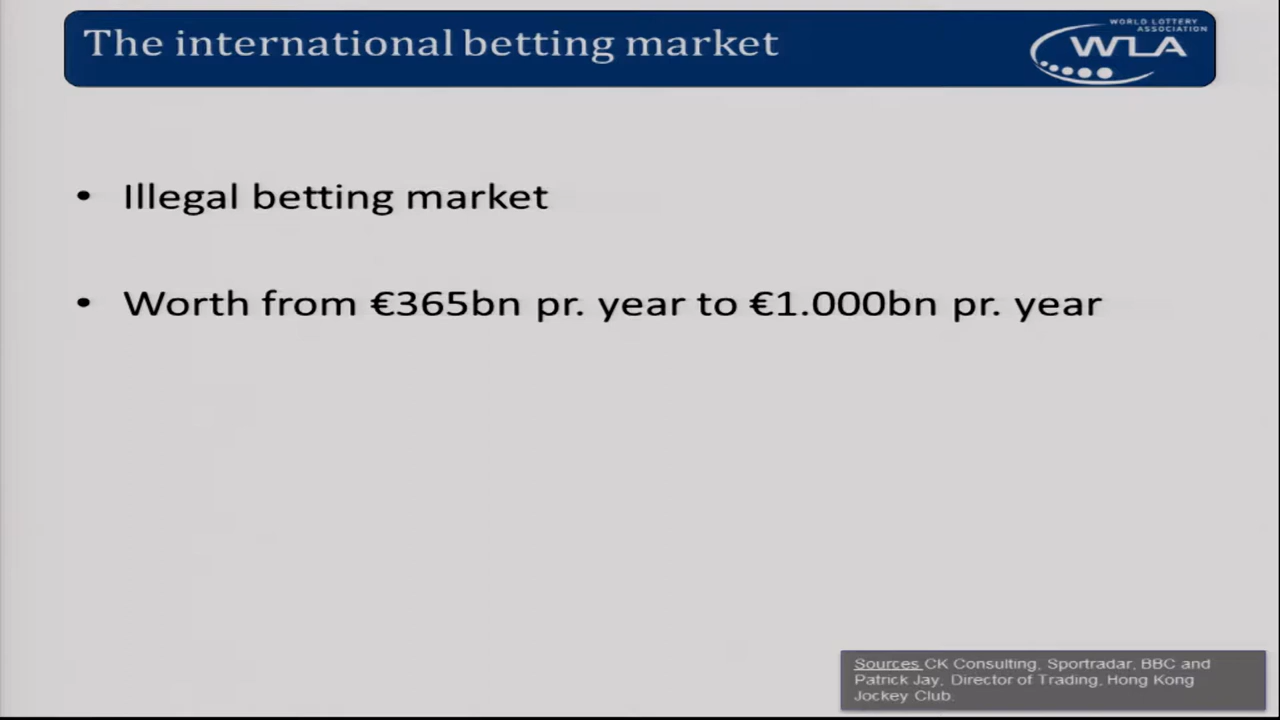 The international betting market
WORLD LOTTERY
ASSOCIATION
WLA
• Illegal betting market
• Worth from €365bn pr. year to €1.000bn pr. year
Sources CK Consulting, Sportradar, BBC and
Patrick Jay, Director of Trading, Hong Kong
Jockey Club.